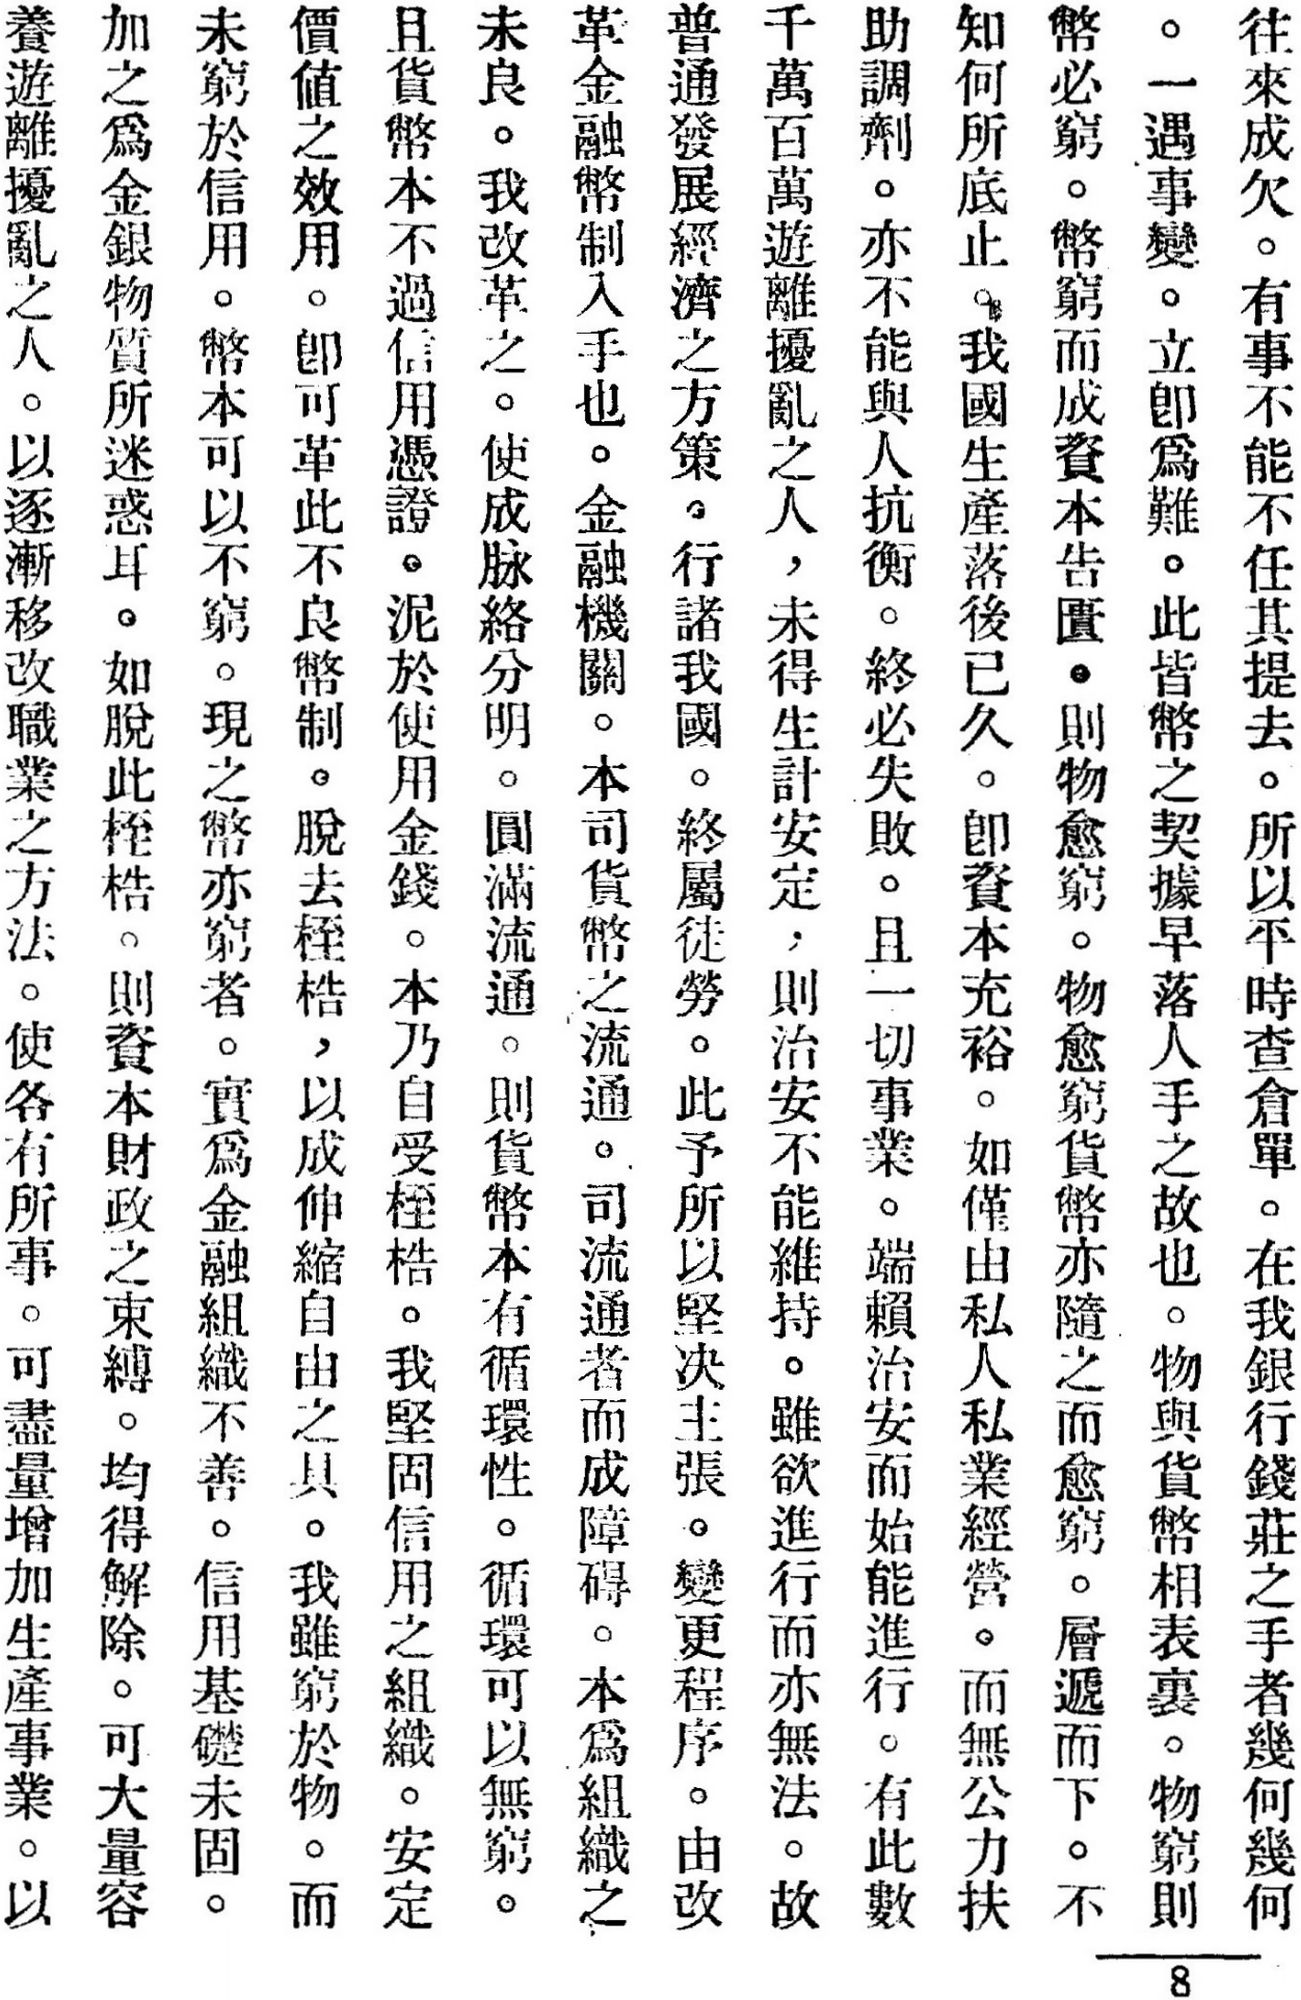 往來成欠。有事不能不任其提去。所以平時查倉單。在我銀行錢莊之手者幾何幾何
。一遇事變。立卽爲難。此皆幣之契據早落人手之故也。物與貨幣相表裏。物窮則
幣必窮。幣窮而成資本告匱。則物愈窮。物愈窮貨幣亦隨之而愈窮。層遞而下。不
知何所底止。我國生產落後已久。卽資本充裕。如僅由私人私業經營。而無公力扶
助調劑。亦不能與人抗衡。終必失敗。且一切事業。端賴治安而始能進行。有此數
千萬百萬遊離擾亂之人，未得生計安定，則治安不能維持。雖欲進行而亦無法。故
普通發展經濟之方策。行諸我國。終屬徒勞。此予所以堅决主張。變更程序。由改
革金融幣制入手也。金融機關。本司貨幣之流通。司流通者而成障碍。本爲組織之
未良。我改革之。使成脉絡分明。圓滿流通。則貨幣本有循環性。循環可以無窮。
且貨幣本不過信用憑證。泥於使用金錢。本乃自受桎梏。我堅固信用之組織。安定
價値之效用。卽可革此不良幣制。脫去桎梏，以成伸縮自由之具。我雖窮於物。而
未窮於信用。幣本可以不窮。現之幣亦窮者。實爲金融組織不善。信用基礎未固。
加之爲金銀物質所迷惑耳。如脫此桎梏。則資本財政之束縛。均得解除。可大量容
養遊離擾亂之人。以逐漸移改職業之方法。使各有所事。可盡量增加生產事業。以
8